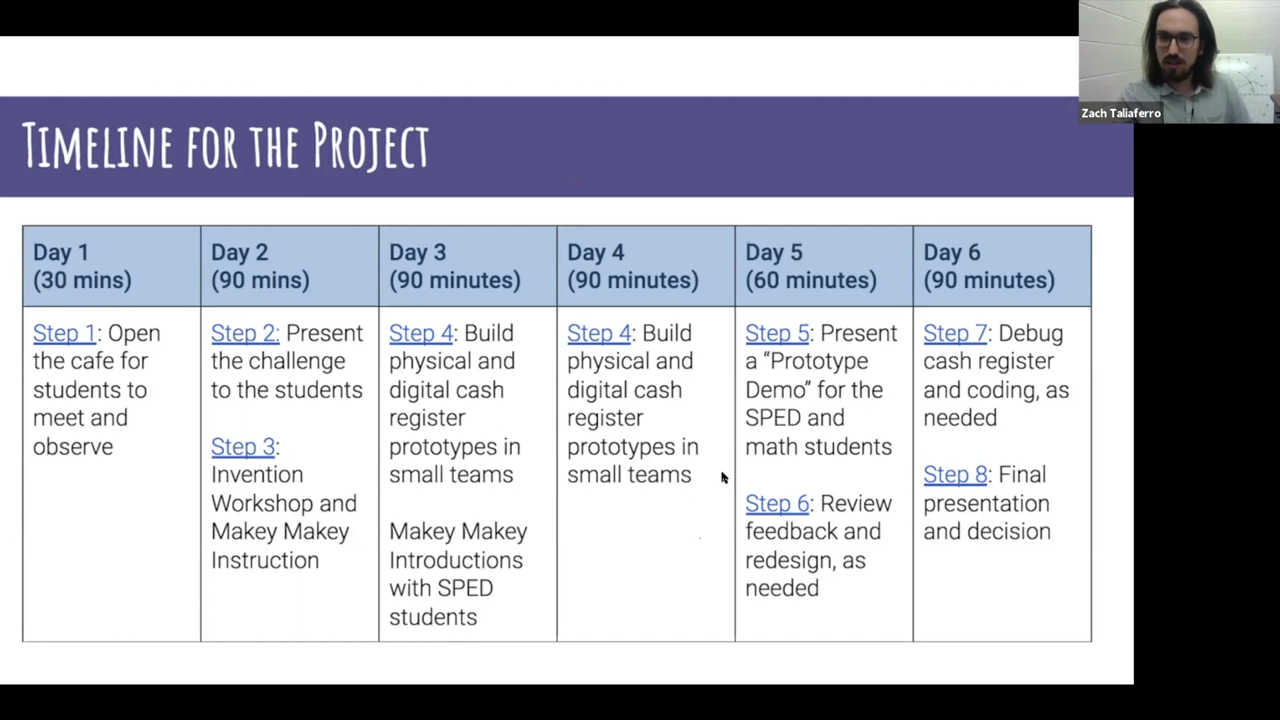 Zach Taliaferro
TIMELINE FOR THE PROJECT
Day 1
(30 mins)
Day 2
(90 mins)
Day 3
(90 minutes)
Day 4
(90 minutes)
Day 5
(60 minutes)
Day 6
(90 minutes)
Step 1: Open
the cafe for
students to
meet and
observe
Step 2: Present
the challenge
to the students
Step 3:
Invention
Workshop and
Makey Makey
Instruction
Step 4: Build
physical and
digital cash
register
prototypes in
small teams
Makey Makey
Introductions
with SPED
students
Step 4: Build
physical and
digital cash
register
prototypes in
small teams
Step 5: Present
a “Prototype
Demo” for the
SPED and
math students
Step 6: Review
feedback and
redesign, as
needed
Step 7: Debug
cash register
and coding, as
needed
Step 8: Final
presentation
and decision